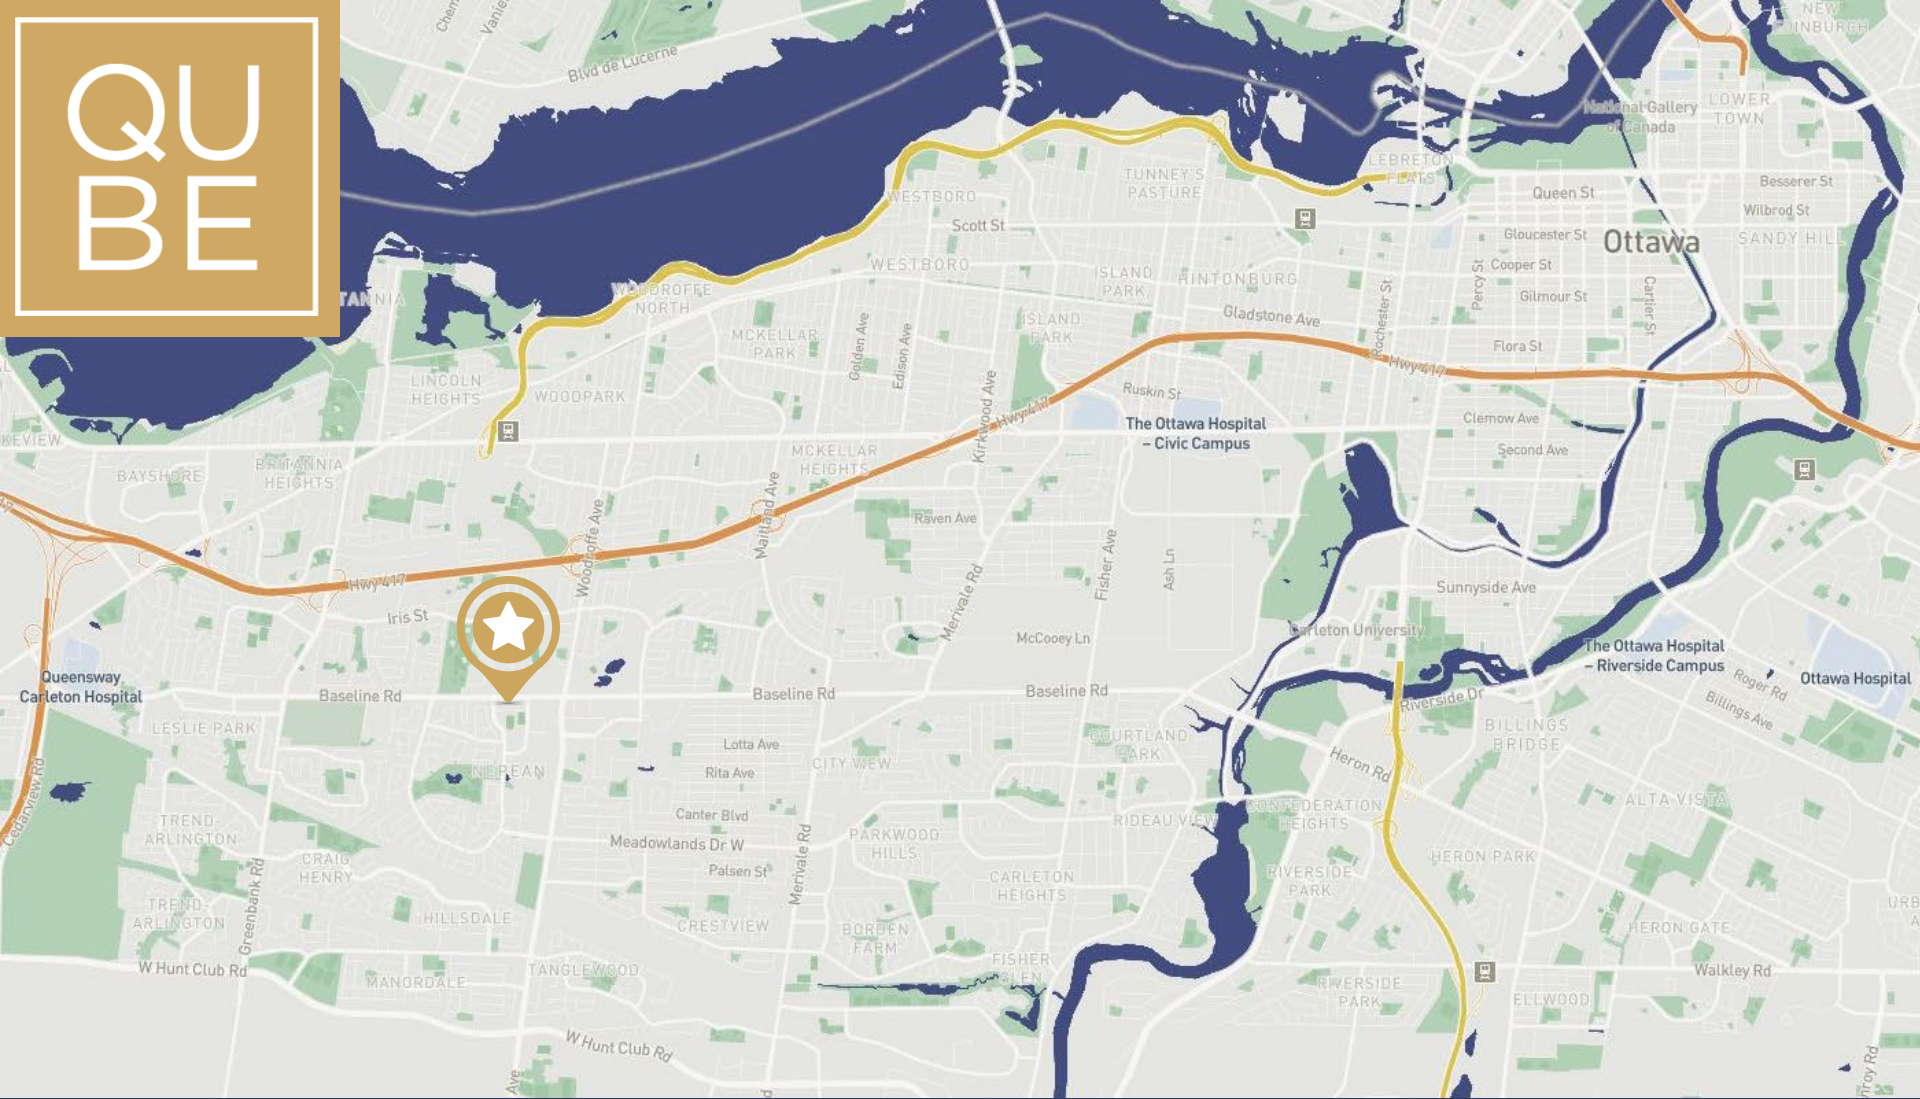 QU
BE
Blvd de Lucerne
NEW
National Gallery
of Canada
LOWER
TOWN
LEBRETON
FLATS
TUNNEY'S
PASTURE
WESTBORO
Scott St
Queen St
Besserer St
Wilbrod St
Gloucester St
Ottawa
SANDY HILL
WESTBORO
ISLAND
PARK
HINTONBURG
Percy St
Cooper St
Gilmour St
Cartier St
WOODROFFE
NORTH
Gladstone Ave
Rochester St
Flora St
MCKELLAR
PARK
Golden Ave
Edison Ave
ISLAND
PARK
Hwy 417
LINCOLN
HEIGHTS
WOODPARK
Kirkwood Ave
Hwy 417
Ruskin St
The Ottawa Hospital
– Civic Campus
Clemow Ave
Second Ave
BAYSHORE
BRITANNIA
HEIGHTS
MCKELLAR
HEIGHTS
Maitland Ave
Woodroffe Ave
Raven Ave
Fisher Ave
Ash Ln
Merivale Rd
Hwy 417
Iris St
Sunnyside Ave
McCooey Ln
Carleton University
The Ottawa Hospital
– Riverside Campus
Ottawa Hospital
Roger Rd
Billings Ave
Queensway
Carleton Hospital
Baseline Rd
Baseline Rd
Baseline Rd
Riverside Dr
LESLIE PARK
Lotta Ave
COURTLAND
PARK
BILLINGS
BRIDGE
Heron Rd
NEPEAN
Rita Ave
CITY VIEW
Cedarview Rd
Canter Blvd
CONFEDERATION
HEIGHTS
ALTA VISTA
TREND-
ARLINGTON
Meadowlands Dr W
PARKWOOD
HILLS
RIDEAU VIEW
CRAIG
HENRY
Palsen St
Merivale Rd
HERON PARK
CARLETON
HEIGHTS
RIVERSIDE
PARK
Greenbank Rd
TREND-
ARLINGTON
HILLSDALE
CRESTVIEW
BORDEN
FARM
HERON GATE
W Hunt Club Rd
MANORDALE
TANGLEWOOD
FISHER
GLEN
RIVERSIDE
PARK
ELLWOOD
Walkley Rd
W Hunt Club Rd
Ave